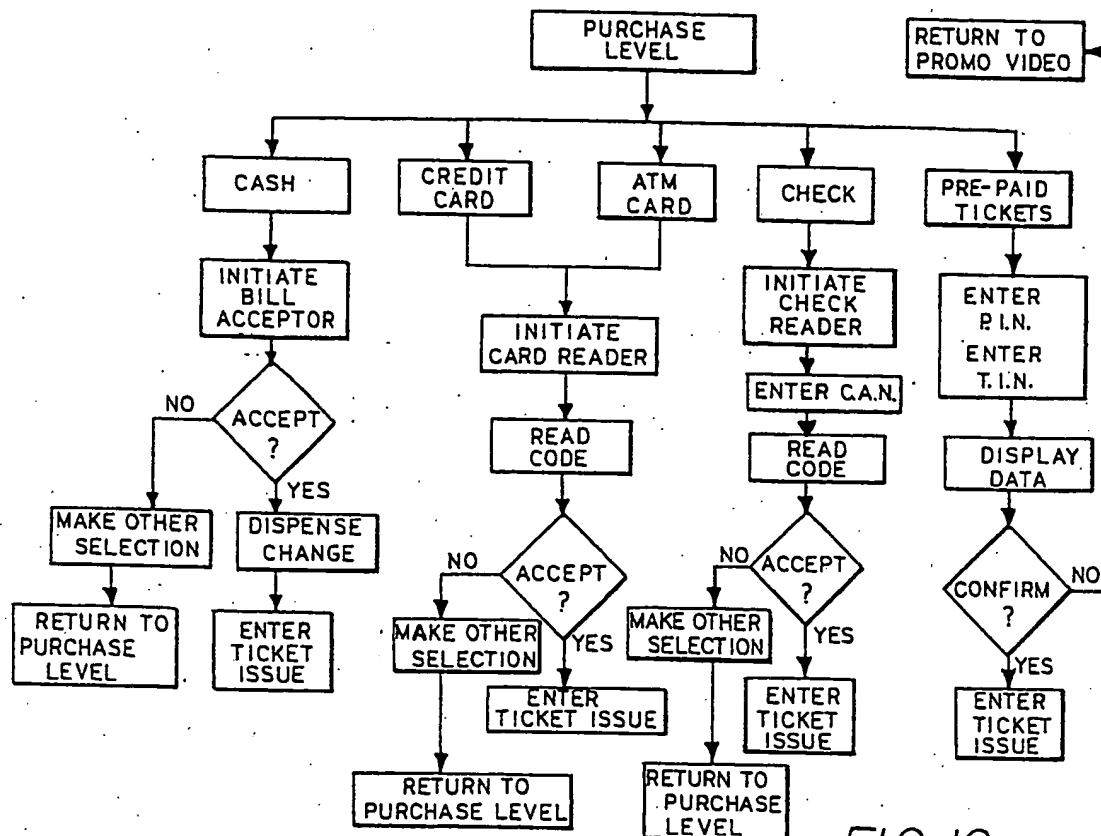 PURCHASE
LEVEL
RETURN TO
PROMO VIDEO
CASH
CREDIT
CARD
ATM
CARD
CHECK
PRE-PAID
TICKETS
INITIATE
BILL
ACCEPTOR
INITIATE
CARD READER
INITIATE
CHECK
READER
ENTER
P.I.N.
ENTER
T.I.N.
ENTER C.A.N.
NO
ACCEPT
?
YES
READ
CODE
READ
CODE
DISPLAY
DATA
MAKE OTHER
SELECTION
DISPENSE
CHANGE
NO
ACCEPT
?
YES
NO
ACCEPT
?
YES
CONFIRM
?
NO
YES
RETURN TO
PURCHASE
LEVEL
ENTER
TICKET
ISSUE
MAKE OTHER
SELECTION
ENTER
TICKET ISSUE
MAKE OTHER
SELECTION
ENTER
TICKET
ISSUE
ENTER
TICKET
ISSUE
RETURN TO
PURCHASE LEVEL
RETURN TO
PURCHASE
LEVEL